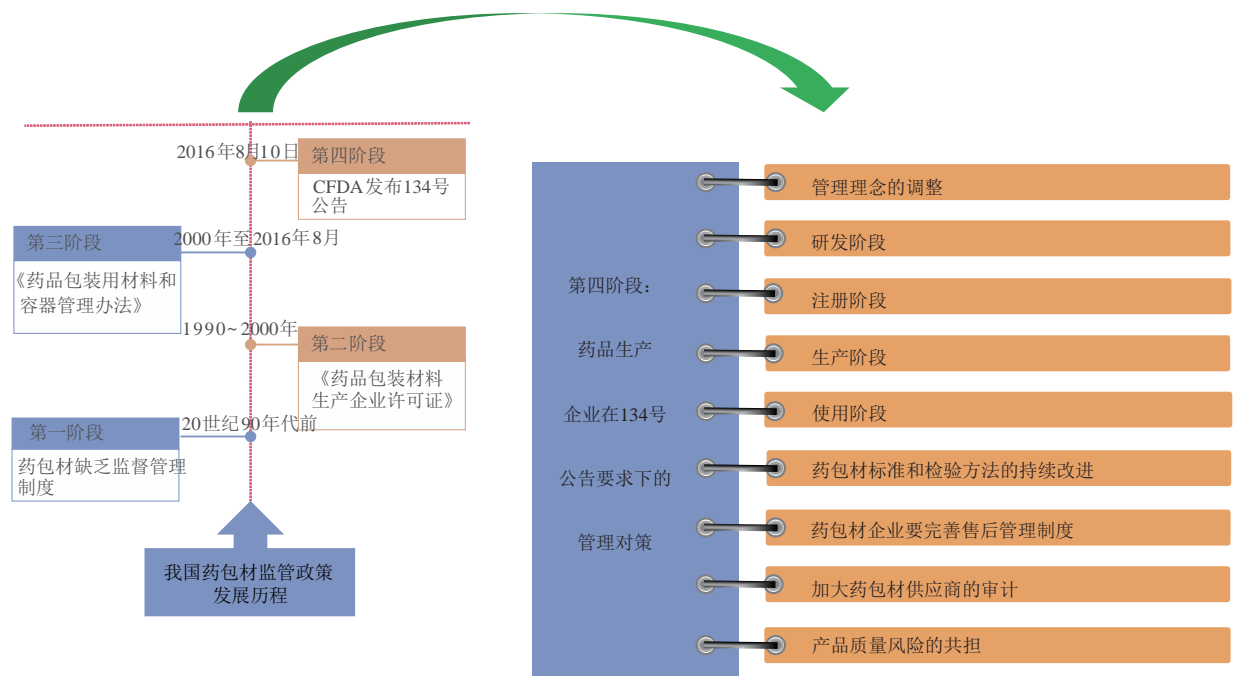 2016年8月10日
第四阶段
CFDA发布134号
公告
第三阶段
2000年至2016年8月
《药品包装用材料和
容器管理办法》
1990~2000年
第二阶段
《药品包装材料
生产企业许可证》
第一阶段
20世纪90年代前
药包材缺乏监督管理
制度
我国药包材监管政策
发展历程
第四阶段：
药品生产
企业在134号
公告要求下的
管理对策
管理理念的调整
研发阶段
注册阶段
生产阶段
使用阶段
药包材标准和检验方法的持续改进
药包材企业要完善售后管理制度
加大药包材供应商的审计
产品质量风险的共担